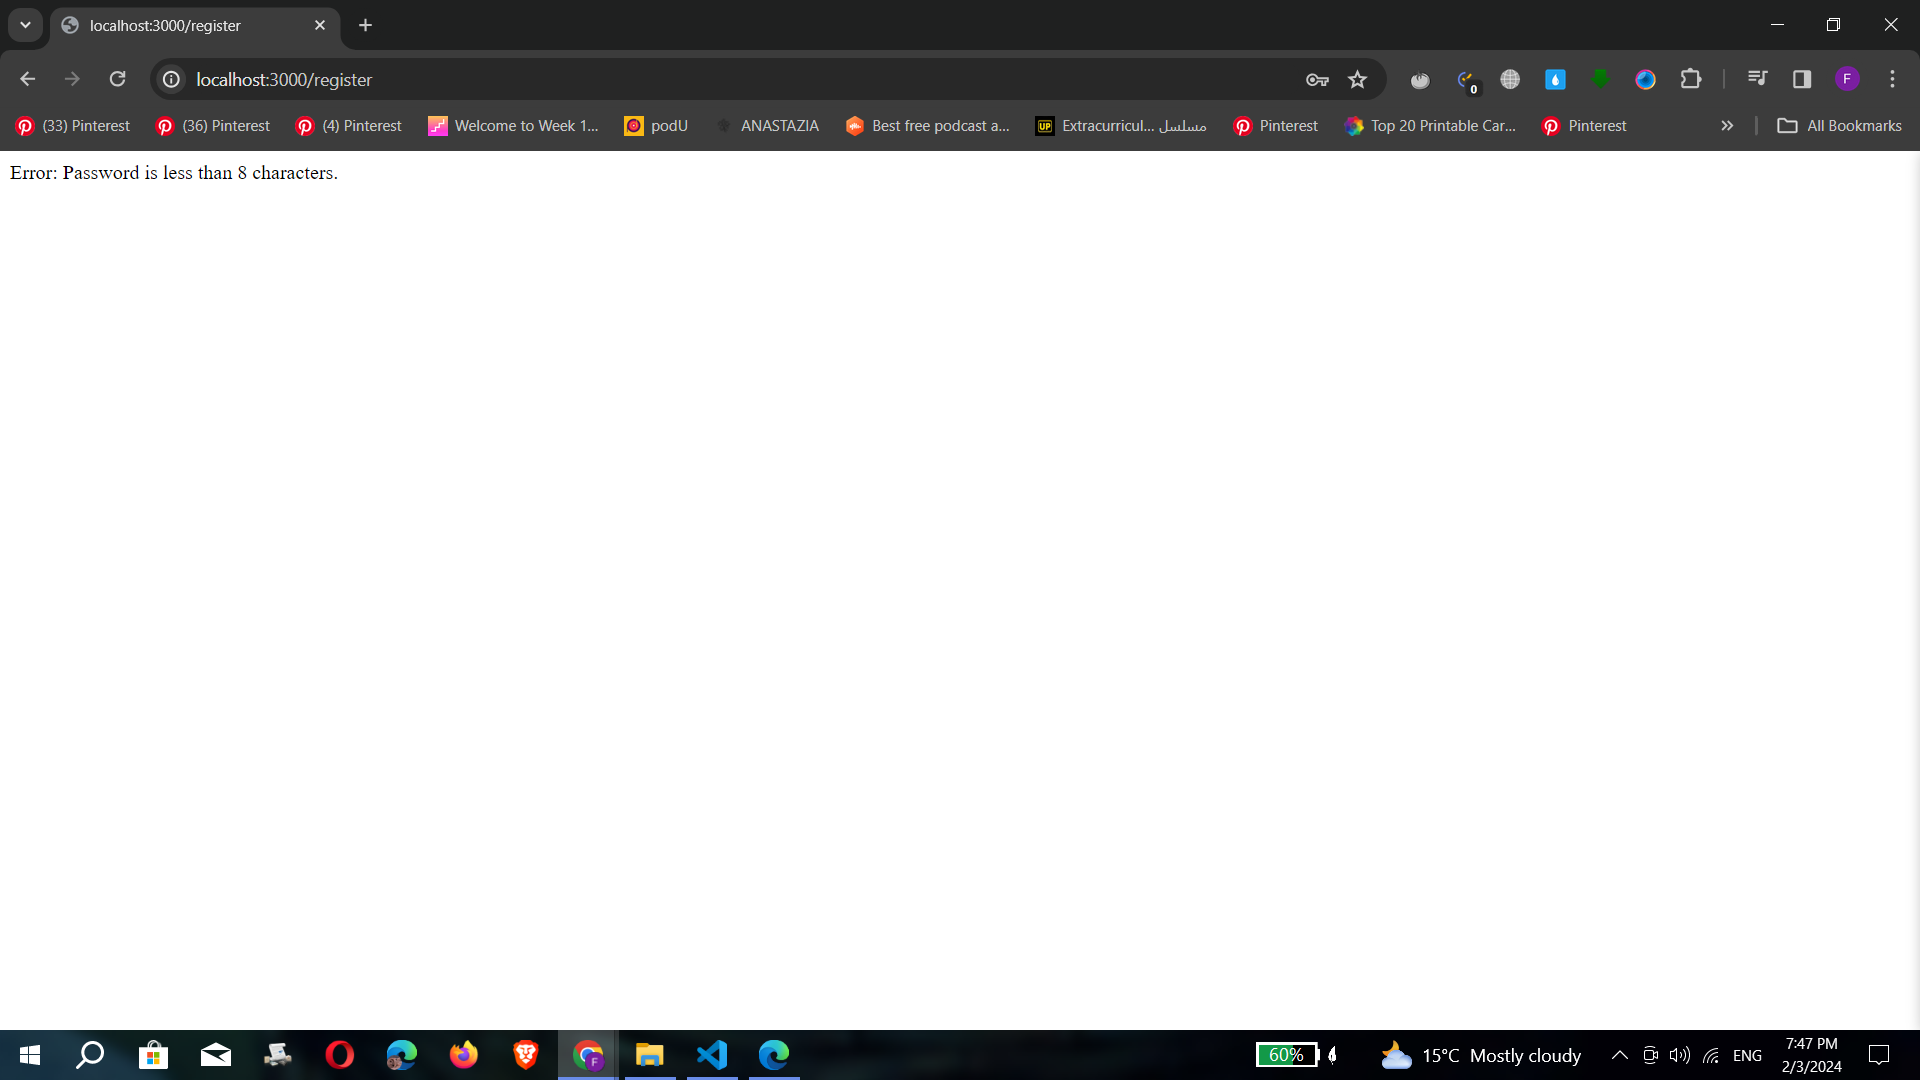 localhost:3000/register
localhost:3000/register
0
F
(33) Pinterest
(36) Pinterest
(4) Pinterest
Welcome to Week 1...
podU
ANASTAZIA
Best free podcast a...
UP
Extracurricul... مسلسل
Pinterest
Top 20 Printable Car...
Pinterest
All Bookmarks
Error: Password is less than 8 characters.
F
60%
15°C Mostly cloudy
ENG
7:47 PM
2/3/2024